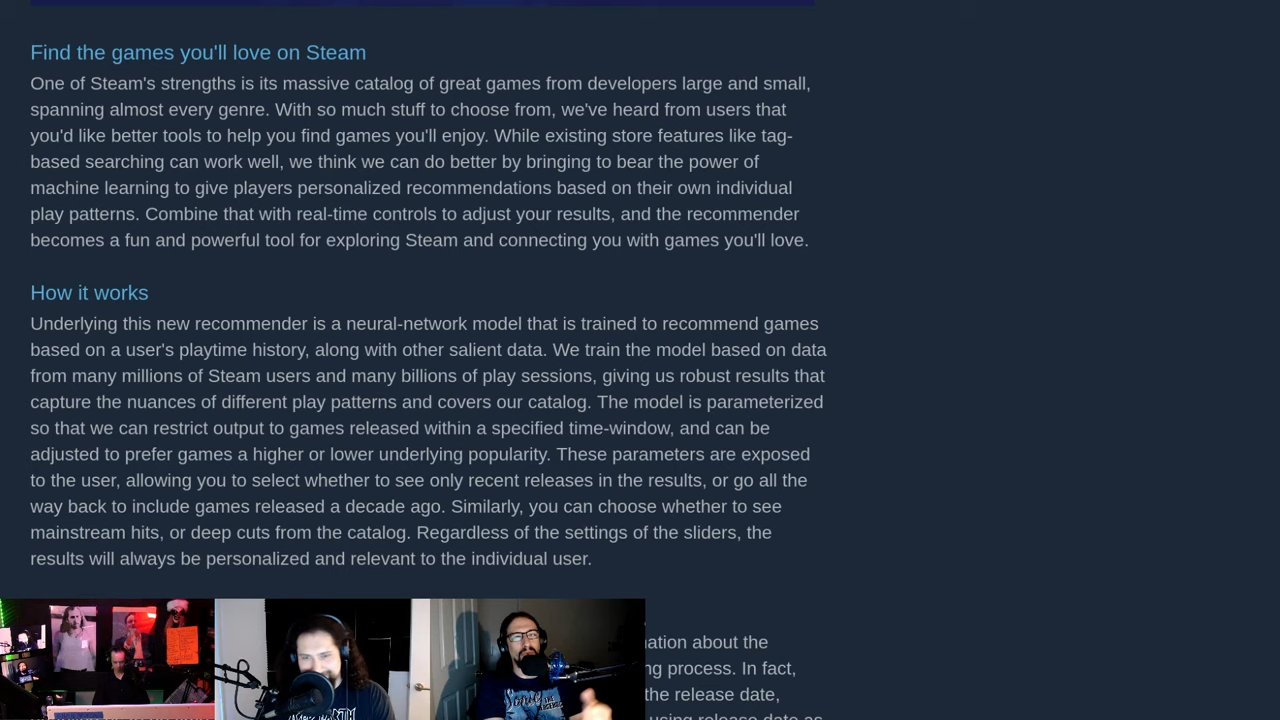 Find the games you'll love on Steam
One of Steam's strengths is its massive catalog of great games from developers large and small,
spanning almost every genre. With so much stuff to choose from, we've heard from users that
you'd like better tools to help you find games you'll enjoy. While existing store features like tag-
based searching can work well, we think we can do better by bringing to bear the power of
machine learning to give players personalized recommendations based on their own individual
play patterns. Combine that with real-time controls to adjust your results, and the recommender
becomes a fun and powerful tool for exploring Steam and connecting you with games you'll love.
How it works
Underlying this new recommender is a neural-network model that is trained to recommend games
based on a user's playtime history, along with other salient data. We train the model based on data
from many millions of Steam users and many billions of play sessions, giving us robust results that
capture the nuances of different play patterns and covers our catalog. The model is parameterized
so that we can restrict output to games released within a specified time-window, and can be
adjusted to prefer games a higher or lower underlying popularity. These parameters are exposed
to the user, allowing you to select whether to see only recent releases in the results, or go all the
way back to include games released a decade ago. Similarly, you can choose whether to see
mainstream hits, or deep cuts from the catalog. Regardless of the settings of the sliders, the
results will always be personalized and relevant to the individual user.
about the
process. In fact,
the release date,
using release date as